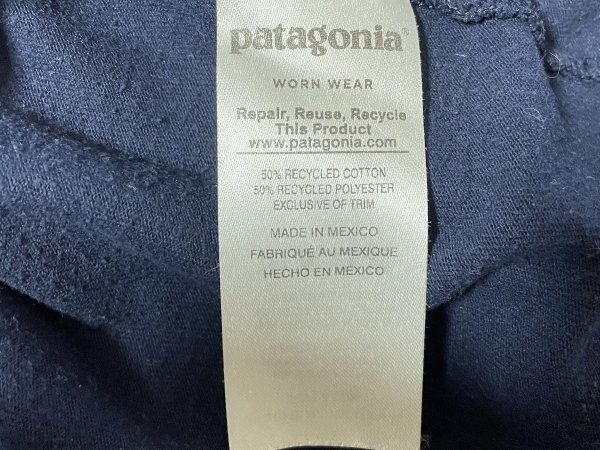 patagonia®
WORN WEAR
Repair, Reuse, Recycle
This Product
www.patagonia.com
50% RECYCLED COTTON
50% RECYCLED POLYESTER
EXCLUSIVE OF TRIM
MADE IN MEXICO
FABRIQUÉ AU MEXIQUE
HECHO EN MEXICO